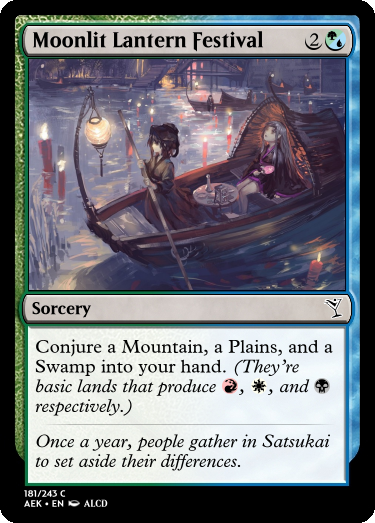 Moonlit Lantern Festival 2
Sorcery
Conjure a Mountain, a Plains, and a
Swamp into your hand. (They're
basic lands that produce , , and
respectively.)
Once a year, people gather in Satsukai
to set aside their differences.
181/243 C
AEK • EN ALCD